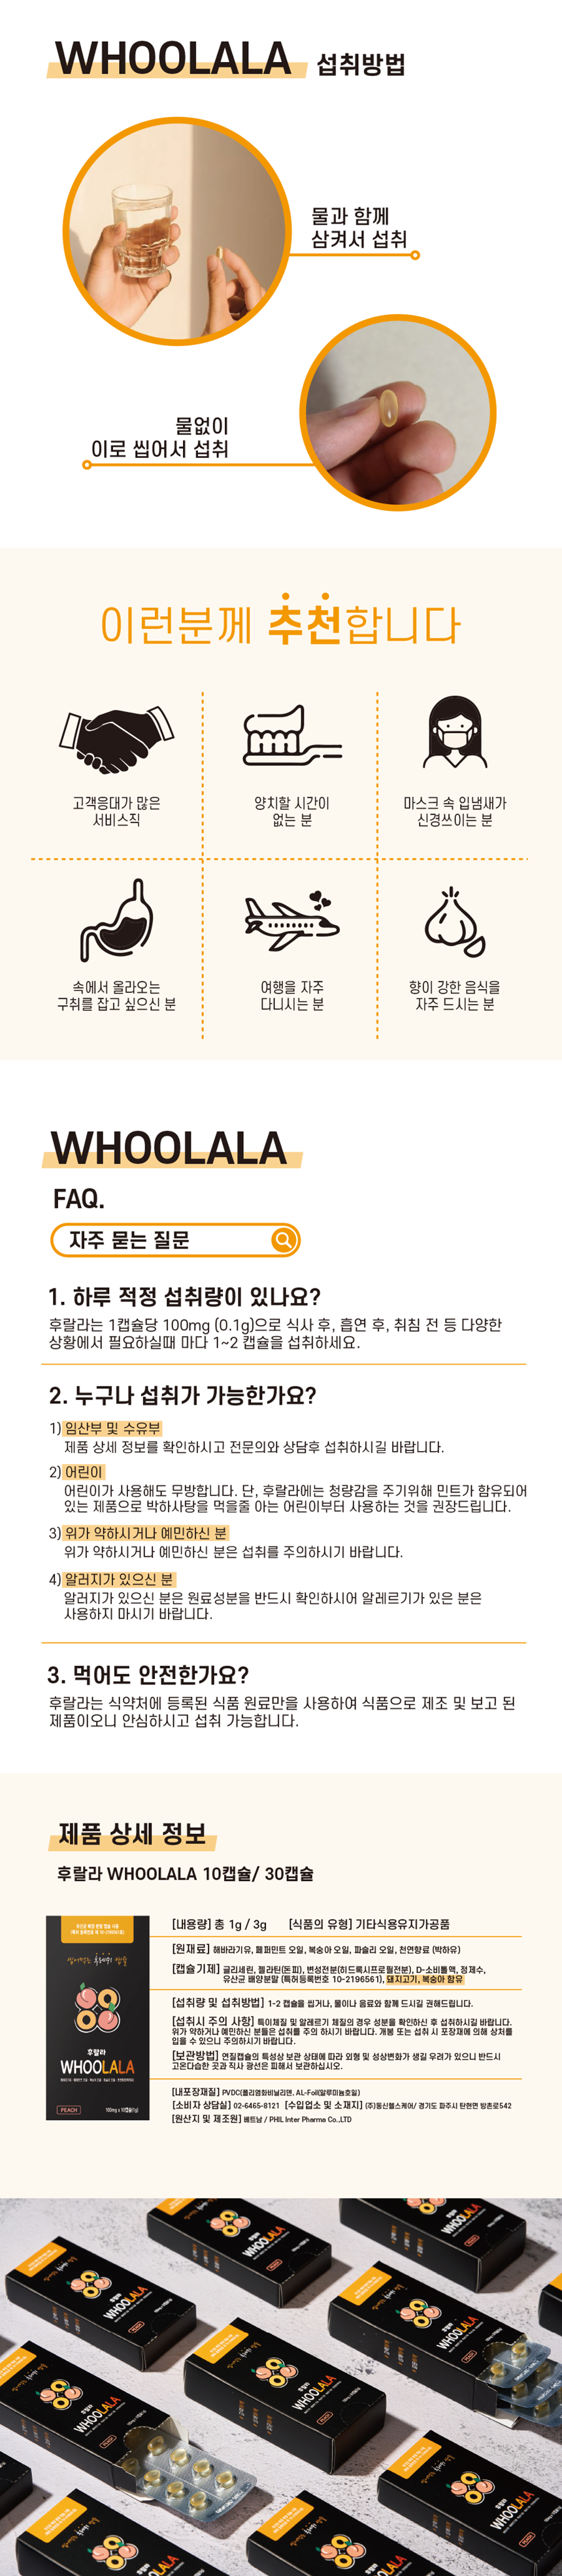 WHOOLALA 섭취방법
물과 함께
삼켜서 섭취
물없이
이로 씹어서 섭취
이런분께 추천합니다
고객응대가 많은
서비스직
양치할 시간이
없는 분
마스크 속 입냄새가
신경쓰이는 분
속에서 올라오는
구취를 잡고 싶으신 분
여행을 자주
다니시는 분
향이 강한 음식을
자주 드시는 분
WHOOLALA
FAQ.
자주 묻는 질문
1. 하루 적정 섭취량이 있나요?
후랄라는 1캡슐당 100mg (0.1g)으로 식사 후, 흡연 후, 취침 전 등 다양한
상황에서 필요하실때 마다 1~2 캡슐을 섭취하세요.
2. 누구나 섭취가 가능한가요?
1) 임산부 및 수유부
제품 상세 정보를 확인하시고 전문의와 상담후 섭취하시길 바랍니다.
2) 어린이
어린이가 사용해도 무방합니다. 단, 후랄라에는 청량감을 주기위해 민트가 함유되어
있는 제품으로 박하사탕을 먹을줄 아는 어린이부터 사용하는 것을 권장드립니다.
3) 위가 약하시거나 예민하신 분
위가 약하시거나 예민하신 분은 섭취를 주의하시기 바랍니다.
4) 알러지가 있으신 분
알러지가 있으신 분은 원료성분을 반드시 확인하시어 알레르기가 있은 분은
사용하지 마시기 바랍니다.
3. 먹어도 안전한가요?
후랄라는 식약처에 등록된 식품 원료만을 사용하여 식품으로 제조 및 보고 된
제품이오니 안심하시고 섭취 가능합니다.
제품 상세 정보
후랄라 WHOOLALA 10캡슐/ 30캡슐
[내용량] 총 1g / 3g [식품의 유형] 기타식용유지가공품
[원재료] 해바라기유, 페퍼민트 오일, 복숭아 오일, 파슬리 오일, 천연향료 (박하유)
[캡슐기제] 글리세린, 젤라틴(돈피), 변성전분(히드록시프로필전분), D-소비톨액, 정제수,
유산균 배양분말 (특허등록번호 10-2196561), 돼지고기, 복숭아 함유
[섭취량 및 섭취방법] 1-2 캡슐을 씹거나, 물이나 음료와 함께 드시길 권해드립니다.
[섭취시 주의 사항] 특이체질 및 알레르기 체질의 경우 성분을 확인하신 후 섭취하시길 바랍니다.
위가 약하거나 예민하신 분들은 섭취를 주의 하시기 바랍니다. 개봉 또는 섭취 시 포장재에 의해 상처를
입을 수 있으니 주의하시기 바랍니다.
[보관방법] 연질캡슐의 특성상 보관 상태에 따라 외형 및 성상변화가 생길 우려가 있으니 반드시
고온다습한 곳과 직사 광선은 피해서 보관하십시오.
[내포장재질] PVDC(폴리염화비닐리덴, AL-Foil(알루미늄호일)
[소비자 상담실] 02-6465-8121 [수입업소 및 소재지] (주)동신헬스케어/ 경기도 파주시 탄현면 방촌로542
[원산지 및 제조원] 베트남 / PHIL Inter Pharma Co.,LTD
후랄라
WHOOLALA
PEACH
100mg x 10캡슐(1g)
WHOOLALA
WHOOLALA
WHOOLALA
WHOOLALA
WHOOLALA
WHOOLALA